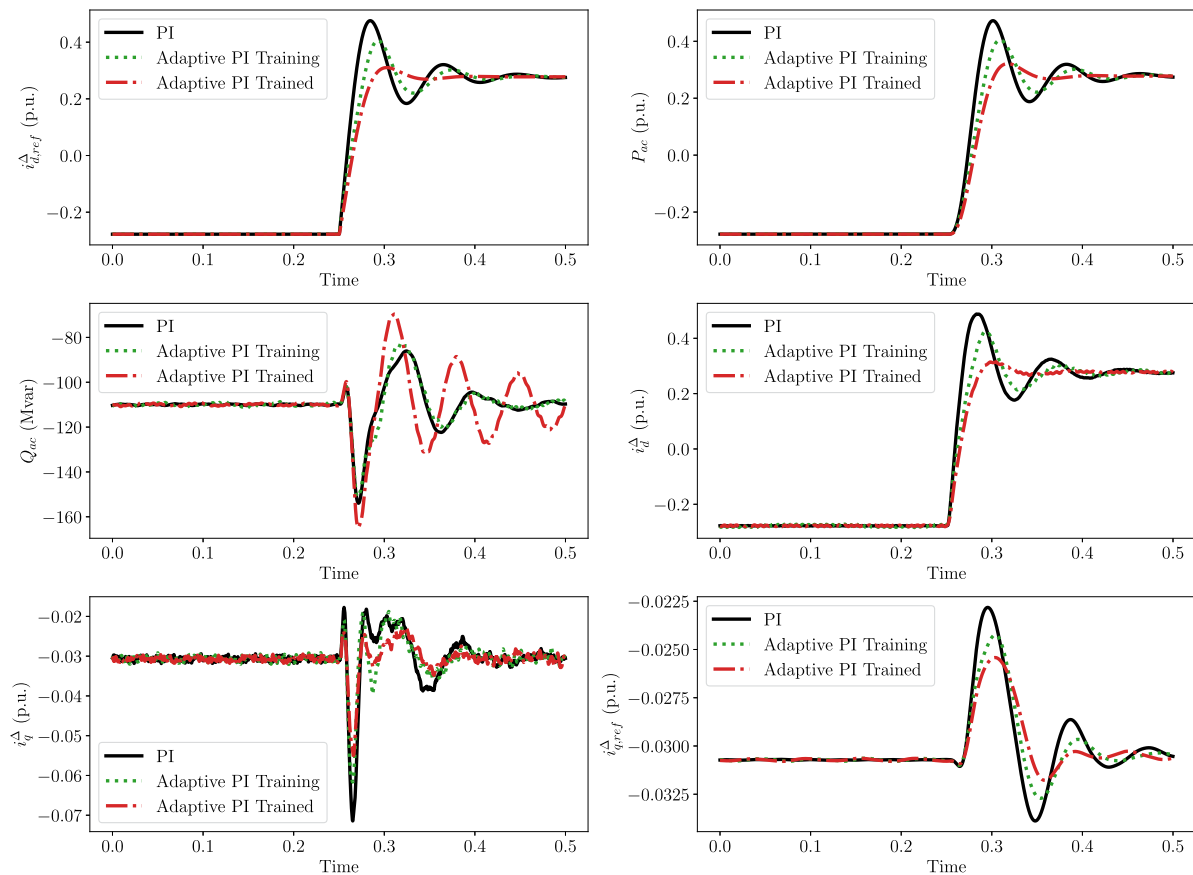 PI
Adaptive PI Training
Adaptive PI Trained
0.4
0.2
0.0
−0.2
i^Δ_{d,ref} (p.u.)
0.0 0.1 0.2 0.3 0.4 0.5
Time
PI
Adaptive PI Training
Adaptive PI Trained
0.4
0.2
0.0
−0.2
P_{ac} (p.u.)
0.0 0.1 0.2 0.3 0.4 0.5
Time
PI
Adaptive PI Training
Adaptive PI Trained
−80
−100
−120
−140
−160
Q_{ac} (Mvar)
0.0 0.1 0.2 0.3 0.4 0.5
Time
PI
Adaptive PI Training
Adaptive PI Trained
0.4
0.2
0.0
−0.2
i^Δ_d (p.u.)
0.0 0.1 0.2 0.3 0.4 0.5
Time
−0.02
−0.03
−0.04
−0.05
−0.06
−0.07
i^Δ_q (p.u.)
PI
Adaptive PI Training
Adaptive PI Trained
0.0 0.1 0.2 0.3 0.4 0.5
Time
PI
Adaptive PI Training
Adaptive PI Trained
−0.0225
−0.0250
−0.0275
−0.0300
−0.0325
i^Δ_{q,ref} (p.u.)
0.0 0.1 0.2 0.3 0.4 0.5
Time